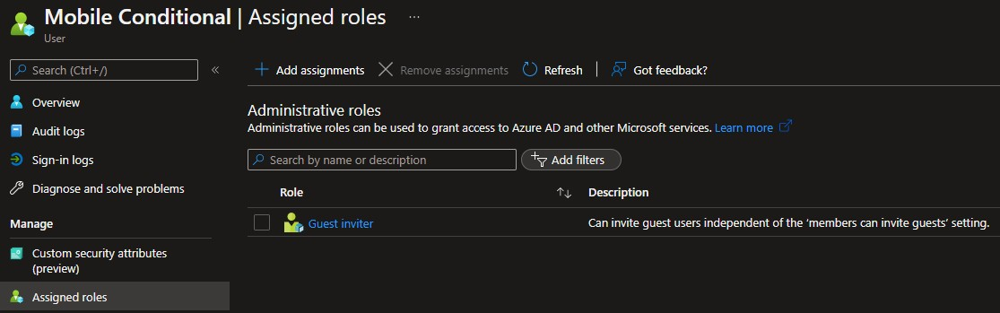 Mobile Conditional | Assigned roles ...
User
Search (Ctrl+/) «
Overview
Audit logs
Sign-in logs
Diagnose and solve problems
Manage
Custom security attributes
(preview)
Assigned roles
Add assignments Remove assignments Refresh | Got feedback?
Administrative roles
Administrative roles can be used to grant access to Azure AD and other Microsoft services. Learn more
Search by name or description Add filters
Role ↑↓ Description
Guest inviter Can invite guest users independent of the ‘members can invite guests’ setting.